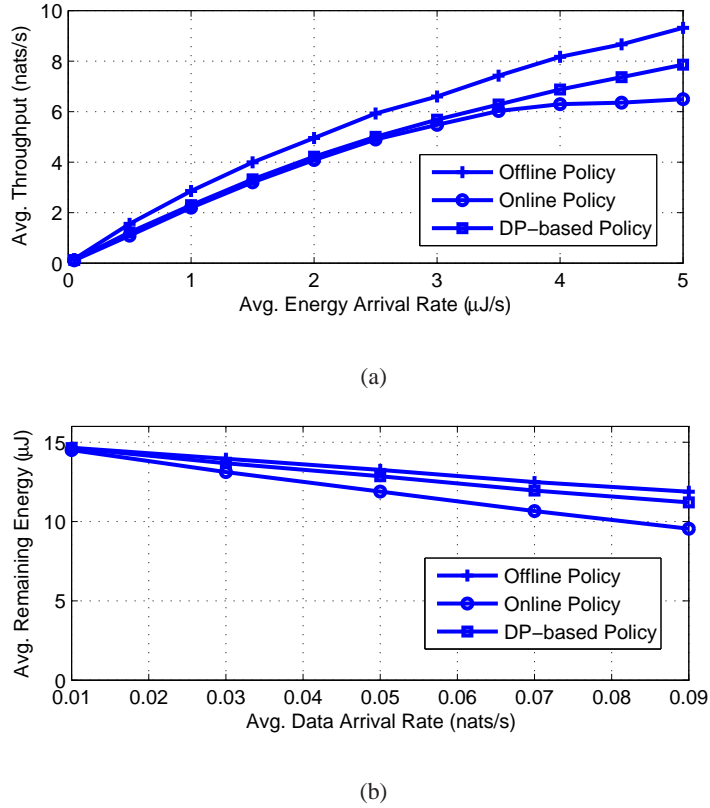 10
8
6
4
2
0
Avg. Throughput (nats/s)
Offline Policy
Online Policy
DP−based Policy
0 1 2 3 4 5
Avg. Energy Arrival Rate (μJ/s)
(a)
15
10
5
0
Avg. Remaining Energy (μJ)
Offline Policy
Online Policy
DP−based Policy
0.01 0.02 0.03 0.04 0.05 0.06 0.07 0.08 0.09
Avg. Data Arrival Rate (nats/s)
(b)